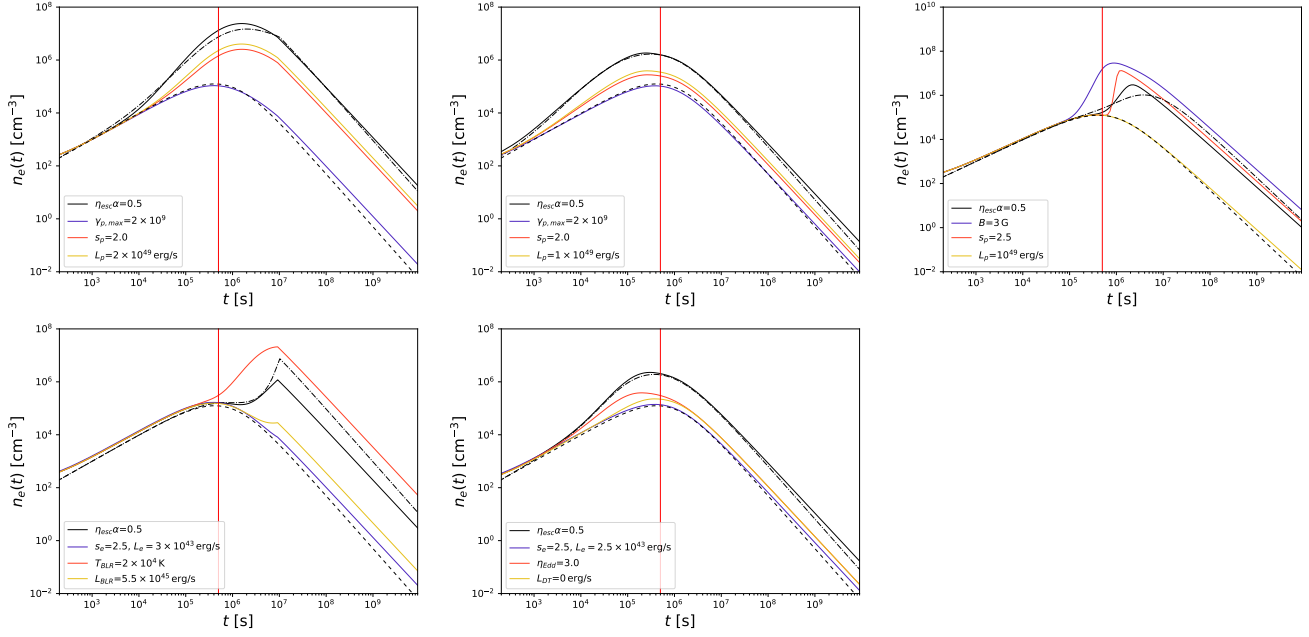 10^8
10^6
10^4
10^2
10^0
10^-2
n_e(t) [cm^-3]
η_esc α=0.5
γ_p,max=2 × 10^9
s_p=2.0
L_p=2 × 10^49 erg/s
10^3 10^4 10^5 10^6 10^7 10^8 10^9
t [s]
10^8
10^6
10^4
10^2
10^0
10^-2
n_e(t) [cm^-3]
η_esc α=0.5
γ_p,max=2 × 10^9
s_p=2.0
L_p=1 × 10^49 erg/s
10^3 10^4 10^5 10^6 10^7 10^8 10^9
t [s]
10^10
10^8
10^6
10^4
10^2
10^0
10^-2
n_e(t) [cm^-3]
η_esc α=0.5
B=3 G
s_p=2.5
L_p=10^49 erg/s
10^3 10^4 10^5 10^6 10^7 10^8 10^9
t [s]
10^8
10^6
10^4
10^2
10^0
10^-2
n_e(t) [cm^-3]
η_esc α=0.5
s_e=2.5, L_e = 3 × 10^43 erg/s
T_BLR=2 × 10^4 K
L_BLR=5.5 × 10^45 erg/s
10^3 10^4 10^5 10^6 10^7 10^8 10^9
t [s]
10^8
10^6
10^4
10^2
10^0
10^-2
n_e(t) [cm^-3]
η_esc α=0.5
s_e=2.5, L_e = 2.5 × 10^43 erg/s
η_Edd=3.0
L_DT=0 erg/s
10^3 10^4 10^5 10^6 10^7 10^8 10^9
t [s]